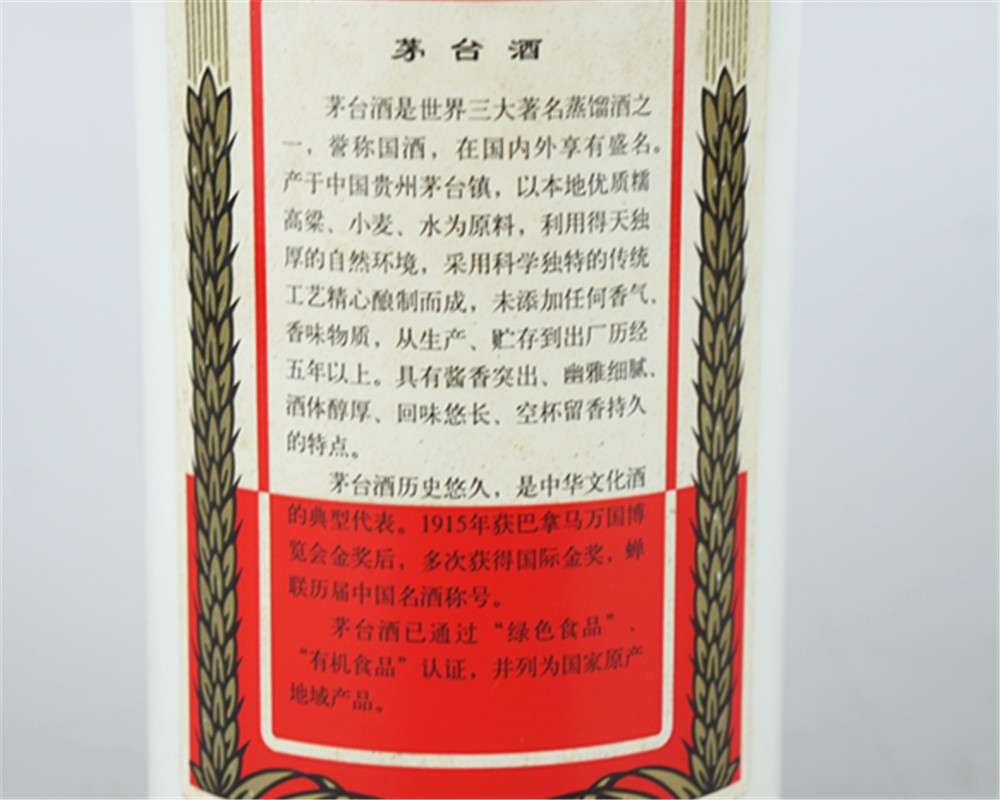 茅台酒
茅台酒是世界三大著名蒸馏酒之
一，誉称国酒，在国内外享有盛名。
产于中国贵州茅台镇，以本地优质糯
高粱、小麦、水为原料，利用得天独
厚的自然环境，采用科学独特的传统
工艺精心酿制而成，未添加任何香气、
香味物质，从生产、贮存到出厂历经
五年以上。具有酱香突出、幽雅细腻、
酒体醇厚、回味悠长、空杯留香持久
的特点。
茅台酒历史悠久，是中华文化酒
的典型代表。1915年获巴拿马万国博
览会金奖后，多次获得国际金奖，蝉
联历届中国名酒称号。
茅台酒已通过“绿色食品”、
“有机食品”认证，并列为国家原产
地域产品。